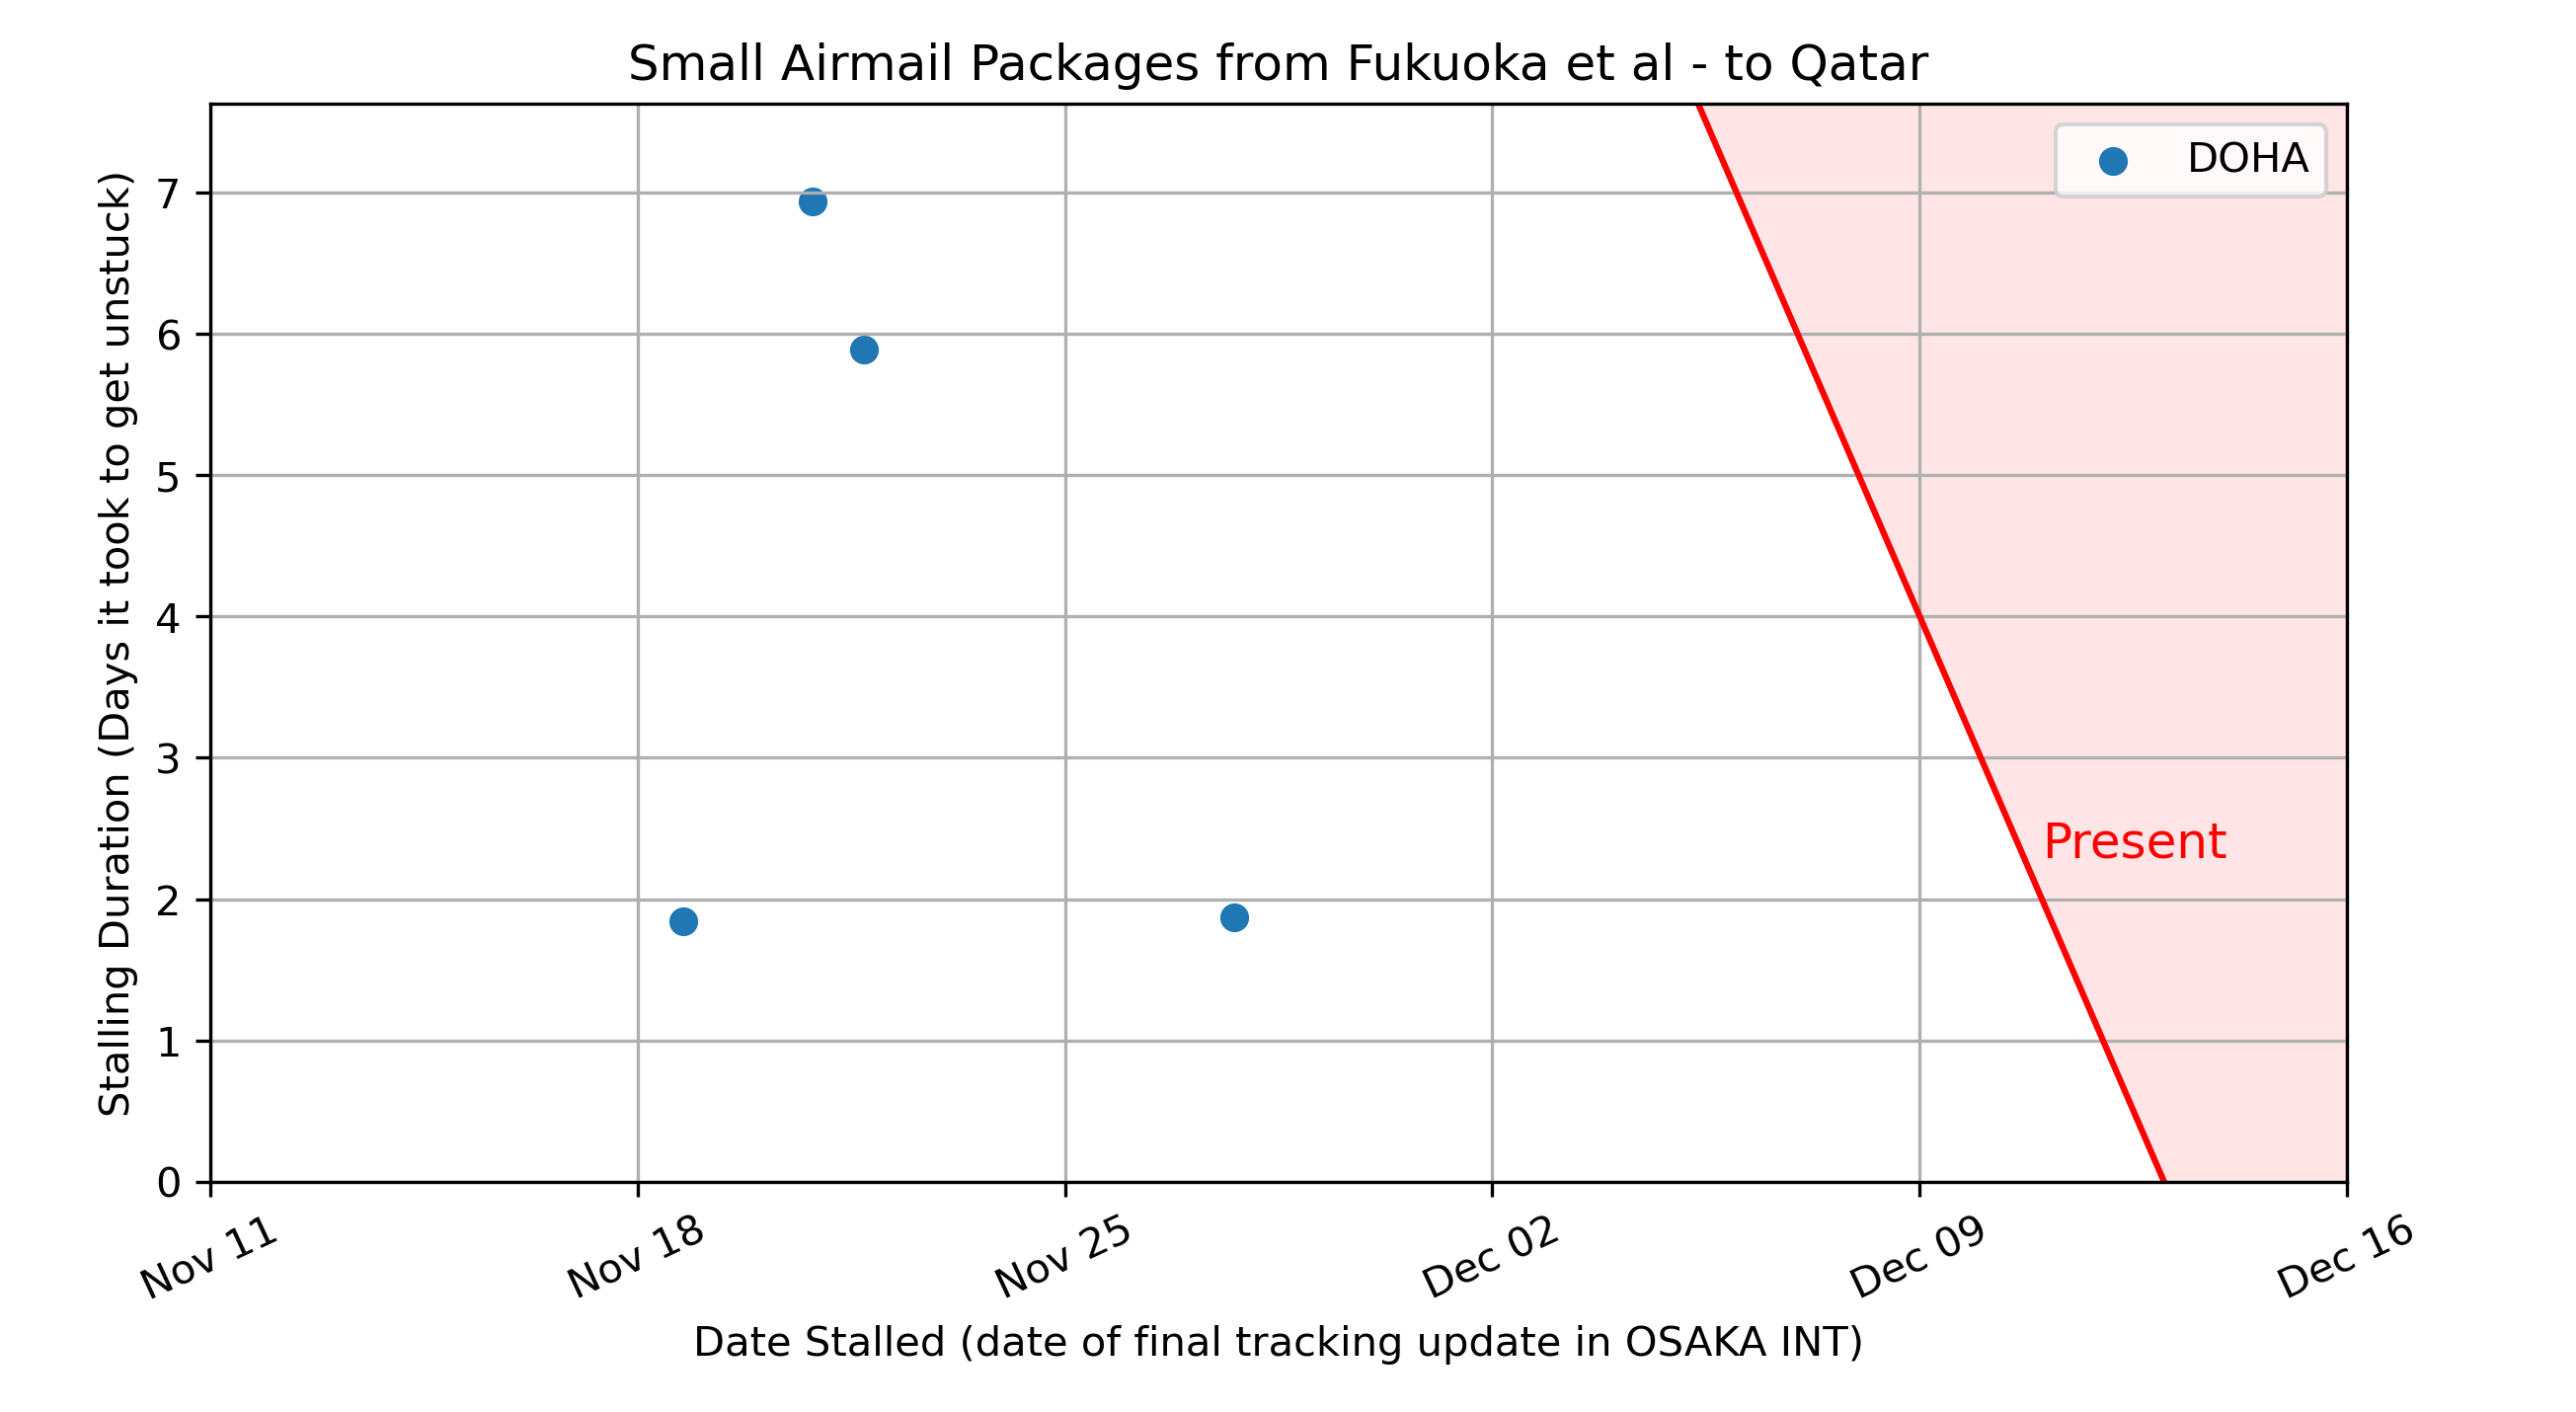 Small Airmail Packages from Fukuoka et al - to Qatar
DOHA
Stalling Duration (Days it took to get unstuck)
7
6
5
4
3
2
1
0
Present
Nov 11
Nov 18
Nov 25
Dec 02
Dec 09
Dec 16
Date Stalled (date of final tracking update in OSAKA INT)